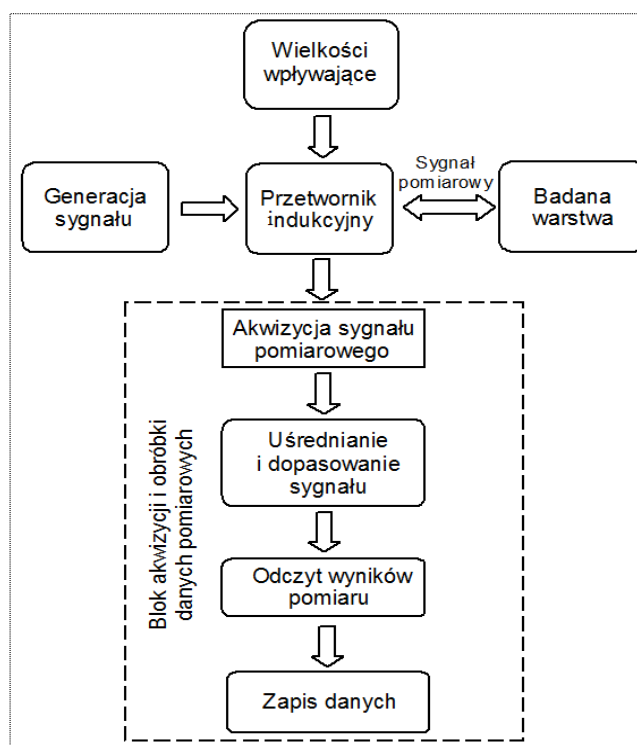 Wielkości
wpływające
Generacja
sygnału
Przetwornik
indukcyjny
Sygnał
pomiarowy
Badana
warstwa
Blok akwizycji i obróbki
danych pomiarowych
Akwizycja sygnału
pomiarowego
Uśrednianie
i dopasowanie
sygnału
Odczyt wyników
pomiaru
Zapis danych